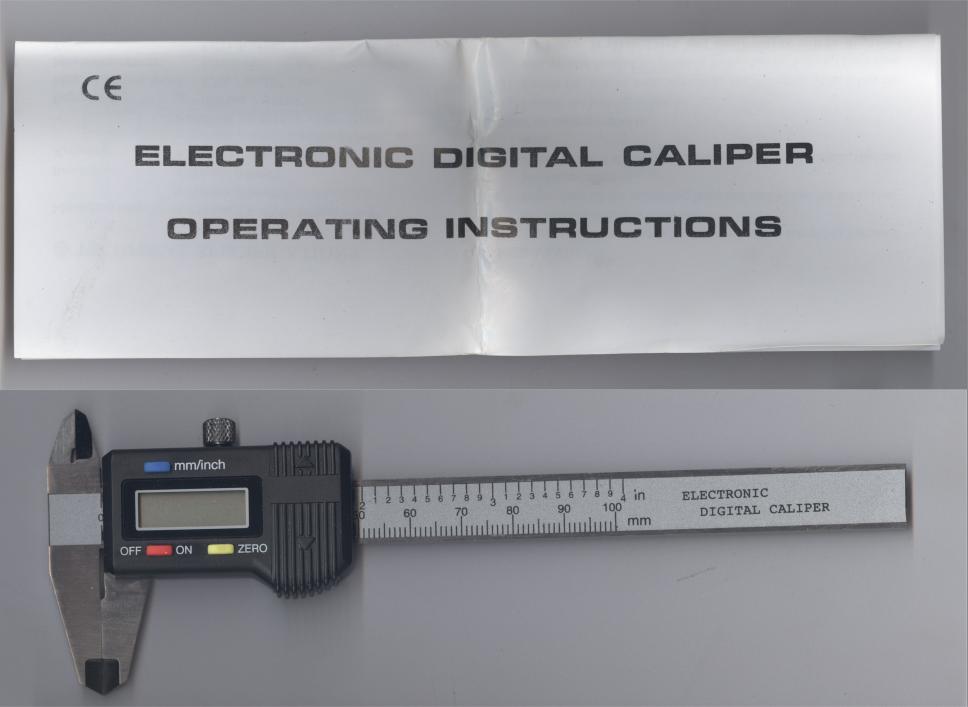 CE
ELECTRONIC DIGITAL CALIPER
OPERATING INSTRUCTIONS
mm/inch
OFF ON ZERO
0
1 2 3 4 5 6 7 8 9 3 1 2 3 4 5 6 7 8 9 4 in
60 70 80 90 100 mm
ELECTRONIC
DIGITAL CALIPER